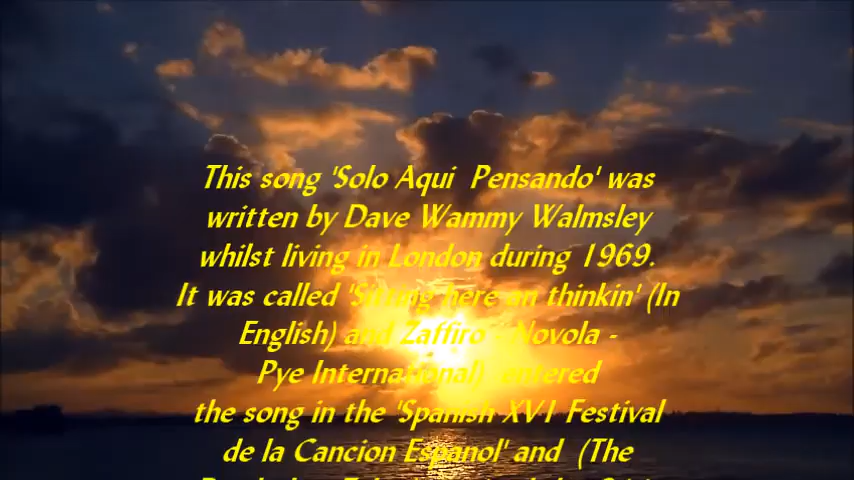 This song 'Solo Aqui  Pensando' was
written by Dave Wammy Walmsley
whilst living in London during 1969.
It was called 'Sitting here an thinkin' (In
English) and Zaffiro - Novola -
Pye International)  entered
the song in the 'Spanish XVI Festival
de la Cancion Espanol' and  (The